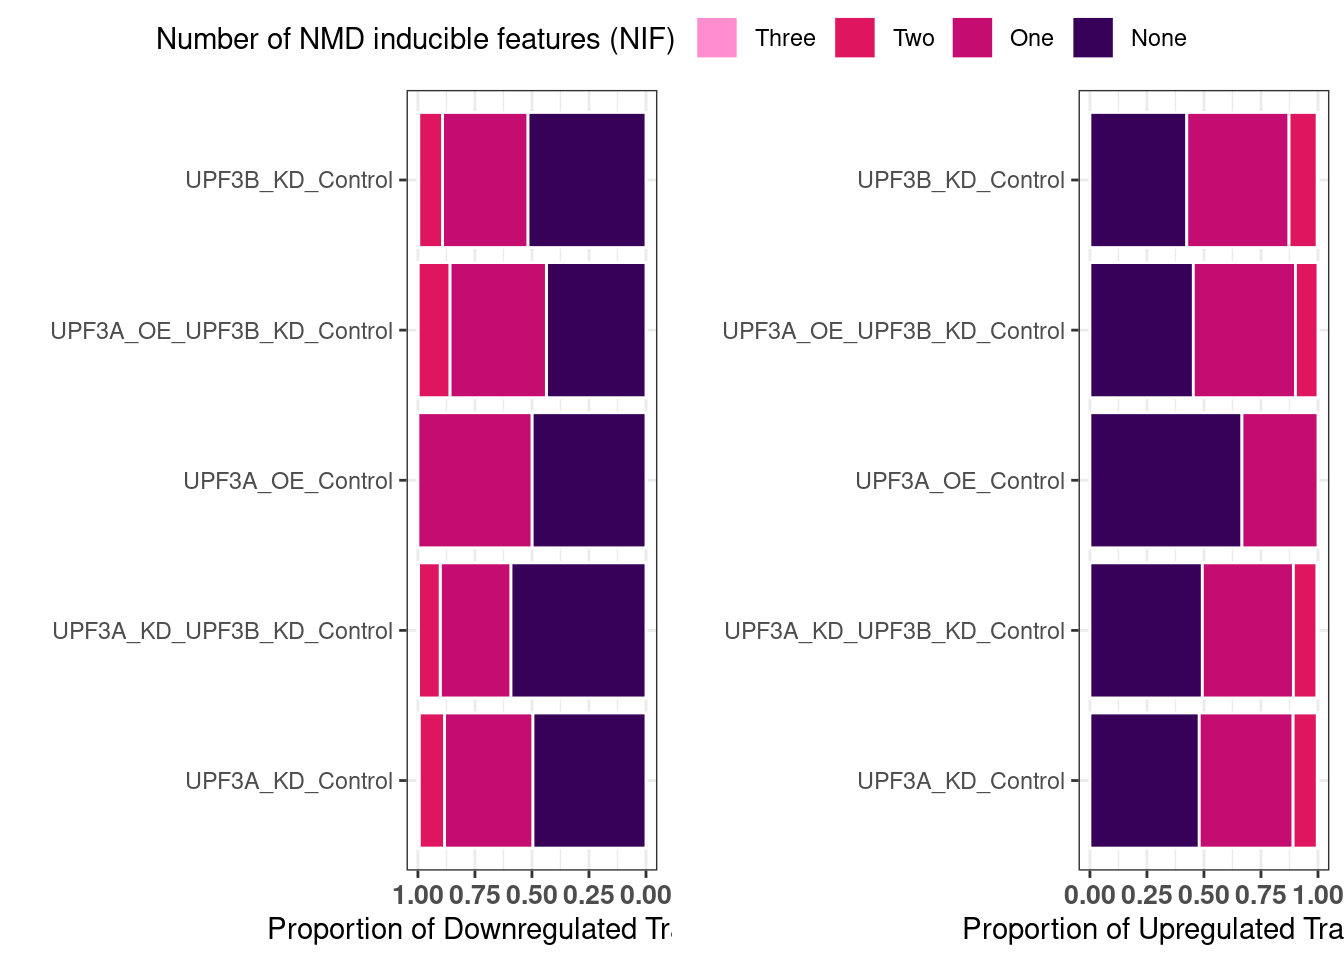 Number of NMD inducible features (NIF) Three Two One None
UPF3B_KD_Control
UPF3A_OE_UPF3B_KD_Control
UPF3A_OE_Control
UPF3A_KD_UPF3B_KD_Control
UPF3A_KD_Control
1.00 0.75 0.50 0.25 0.00
Proportion of Downregulated
UPF3B_KD_Control
UPF3A_OE_UPF3B_KD_Control
UPF3A_OE_Control
UPF3A_KD_UPF3B_KD_Control
UPF3A_KD_Control
0.00 0.25 0.50 0.75 1.00
Proportion of Upregulated Tra